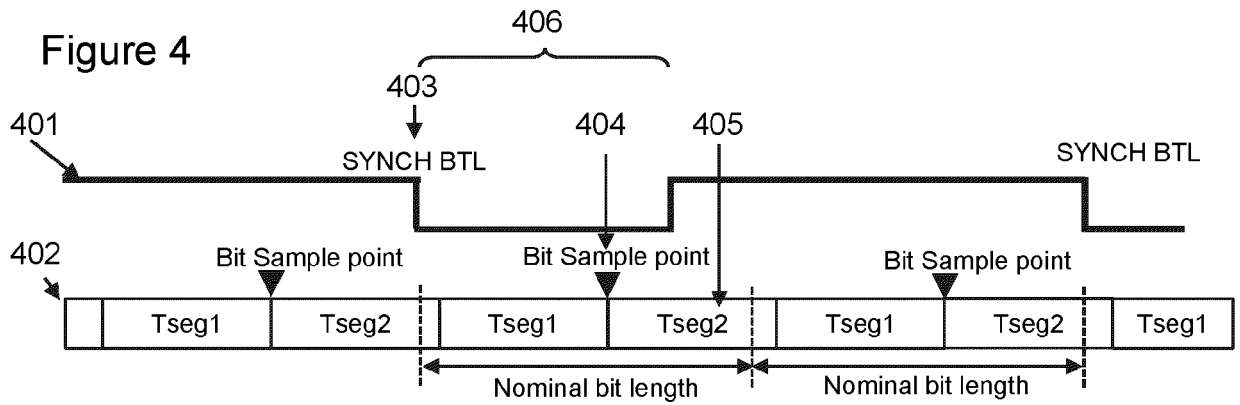 Figure 4
406
403
401
404
405
SYNCH BTL
SYNCH BTL
402
Bit Sample point
Bit Sample point
Bit Sample point
Tseg1
Tseg2
Tseg1
Tseg2
Tseg1
Tseg2
Tseg1
Nominal bit length
Nominal bit length